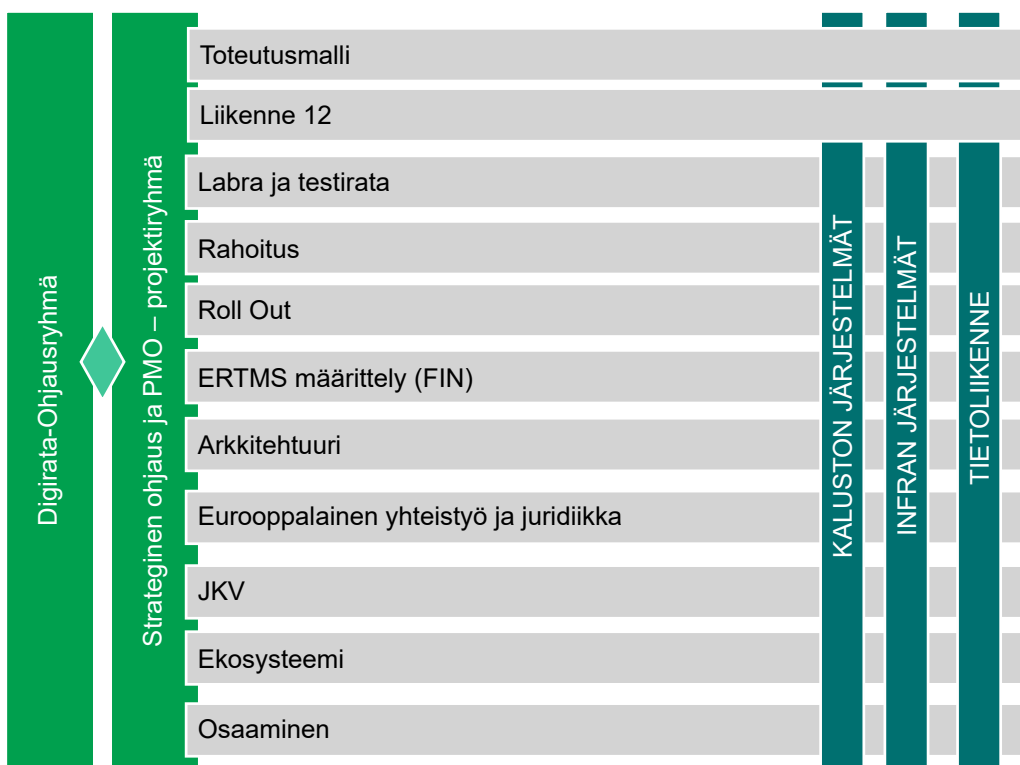 Digirata-Ohjausryhmä
Strateginen ohjaus ja PMO – projektiryhmä
Toteutusmalli
Liikenne 12
Labra ja testirata
Rahoitus
Roll Out
ERTMS määrittely (FIN)
Arkkitehtuuri
Eurooppalainen yhteistyö ja juridiikka
JKV
Ekosysteemi
Osaaminen
KALUSTON JÄRJESTELMÄT
INFRAN JÄRJESTELMÄT
TIETOLIIKENNE